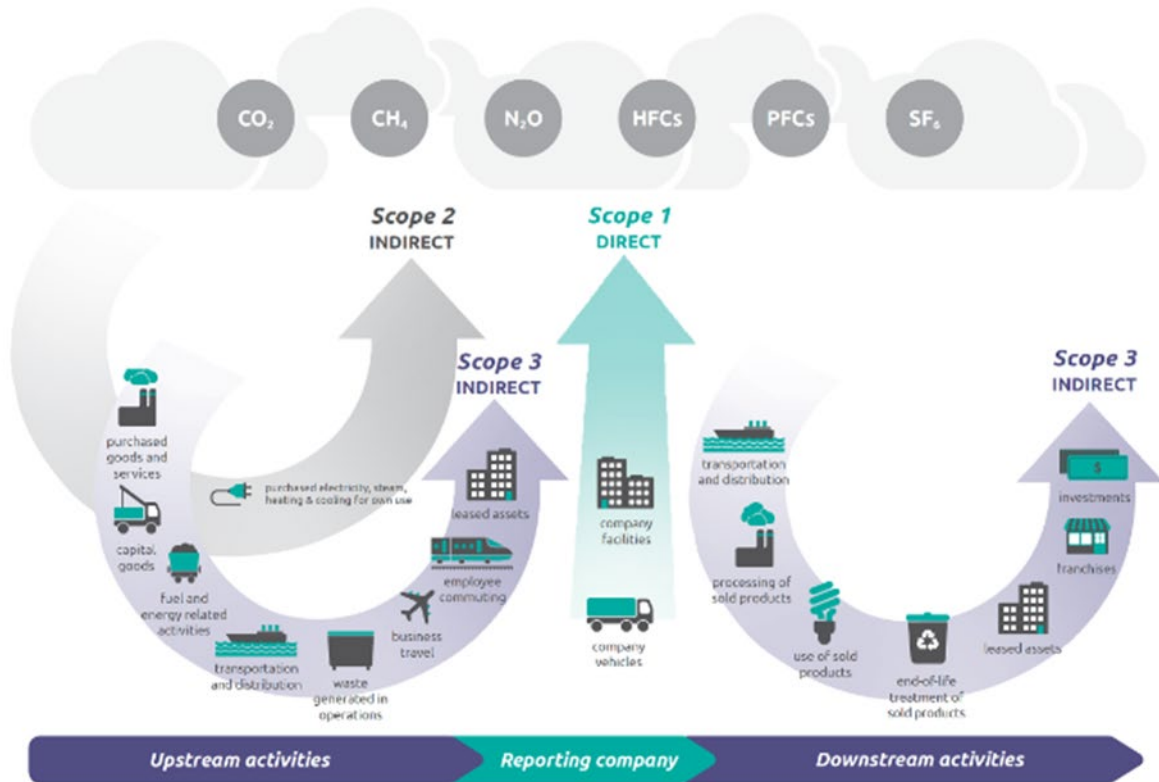 CO₂
CH₄
N₂O
HFCs
PFCs
SF₆
Scope 2
INDIRECT
Scope 1
DIRECT
Scope 3
INDIRECT
Scope 3
INDIRECT
purchased
goods and
services
capital
goods
fuel and
energy related
activities
purchased electricity, steam,
heating & cooling for own use
transportation
and distribution
waste
generated in
operations
business
travel
employee
commuting
leased assets
company
facilities
company
vehicles
transportation
and distribution
processing of
sold products
use of sold
products
end-of-life
treatment of
sold products
leased assets
franchises
investments
$
Upstream activities
Reporting company
Downstream activities